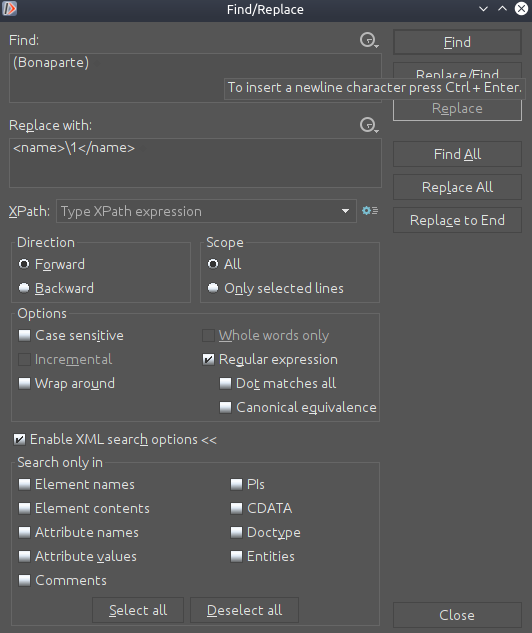 Find/Replace
Find:
Find
(Bonaparte)
Replace/Find
To insert a newline character press Ctrl + Enter.
Replace
Replace with:
<name>\1</name>
Find All
Replace All
XPath: Type XPath expression
Replace to End
Direction
Forward
Backward
Scope
All
Only selected lines
Options
Case sensitive
Whole words only
Incremental
Regular expression
Wrap around
Dot matches all
Canonical equivalence
Enable XML search options <<
Search only in
Element names
PIs
Element contents
CDATA
Attribute names
Doctype
Attribute values
Entities
Comments
Select all
Deselect all
Close